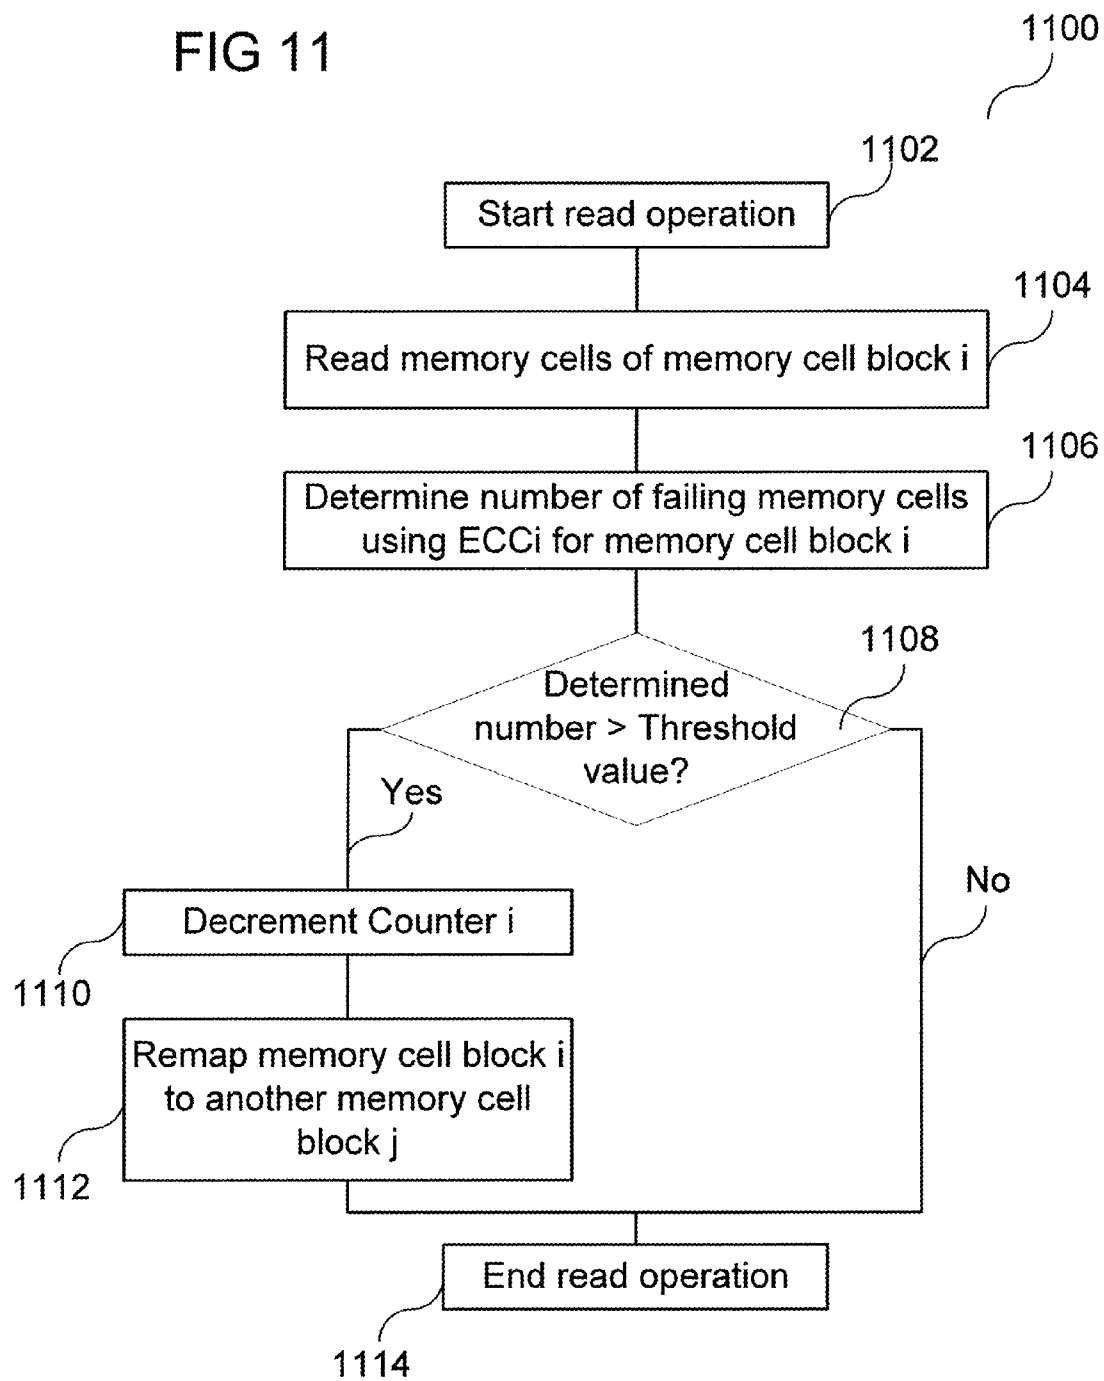 FIG 11
1100
1102
Start read operation
1104
Read memory cells of memory cell block i
1106
Determine number of failing memory cells
using ECCi for memory cell block i
1108
Determined
number > Threshold
value?
Yes
No
Decrement Counter i
1110
Remap memory cell block i
to another memory cell
block j
1112
End read operation
1114